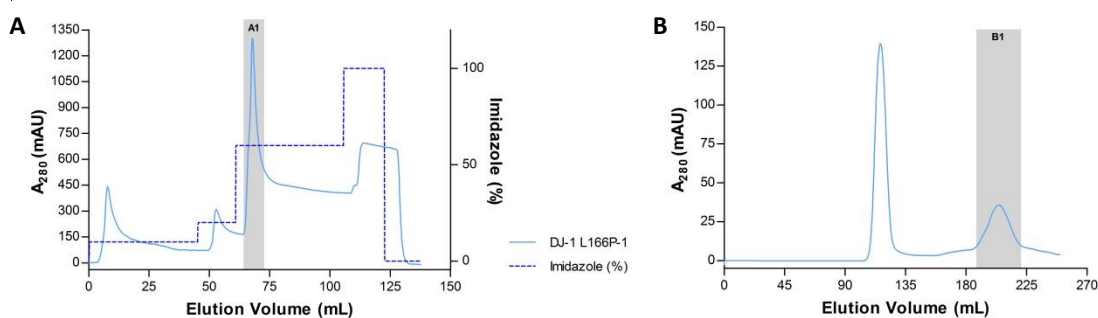 A
A1
1350
1200
1050
900
750
600
450
300
150
0
A280 (mAU)
100
50
0
Imidazole (%)
0 25 50 75 100 125 150
Elution Volume (mL)
DJ-1 L166P-1
Imidazole (%)
B
B1
150
125
100
75
50
25
0
A280 (mAU)
0 45 90 135 180 225 270
Elution Volume (mL)